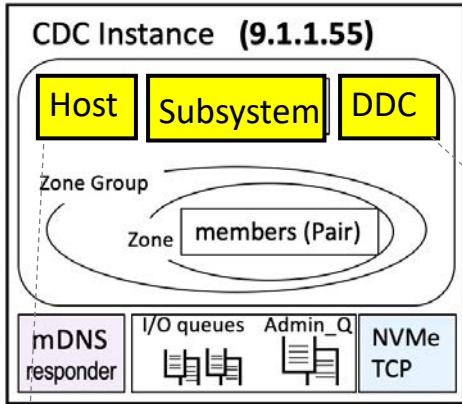 CDC Instance (9.1.1.55)
Host Subsystem DDC
Zone Group
Zone members (Pair)
mDNS responder
I/O queues Admin_Q
NVMe TCP